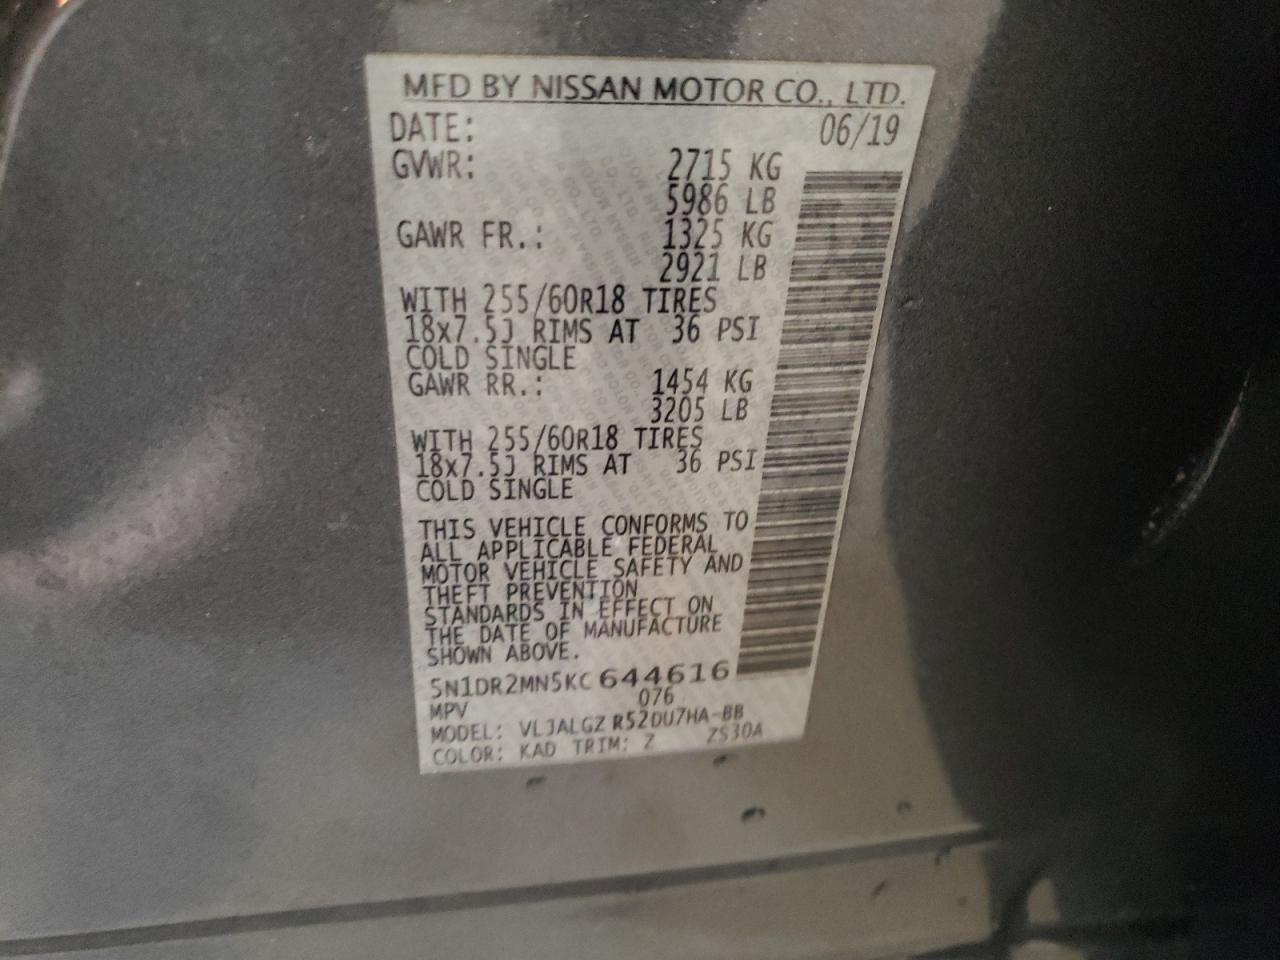 MFD BY NISSAN MOTOR CO., LTD.
DATE: 06/19
GVWR: 2715 KG
5986 LB
GAWR FR.: 1325 KG
2921 LB
WITH 255/60R18 TIRES
18x7.5J RIMS AT 36 PSI
COLD SINGLE
GAWR RR.: 1454 KG
3205 LB
WITH 255/60R18 TIRES
18x7.5J RIMS AT 36 PSI
COLD SINGLE
THIS VEHICLE CONFORMS TO
ALL APPLICABLE FEDERAL
MOTOR VEHICLE SAFETY AND
THEFT PREVENTION
STANDARDS IN EFFECT ON
THE DATE OF MANUFACTURE
SHOWN ABOVE.
5N1DR2MN5KC644616
MPV 076
MODEL: VLJALGZ R52DU7HA-BB
COLOR: KAD TRIM: Z ZS30A